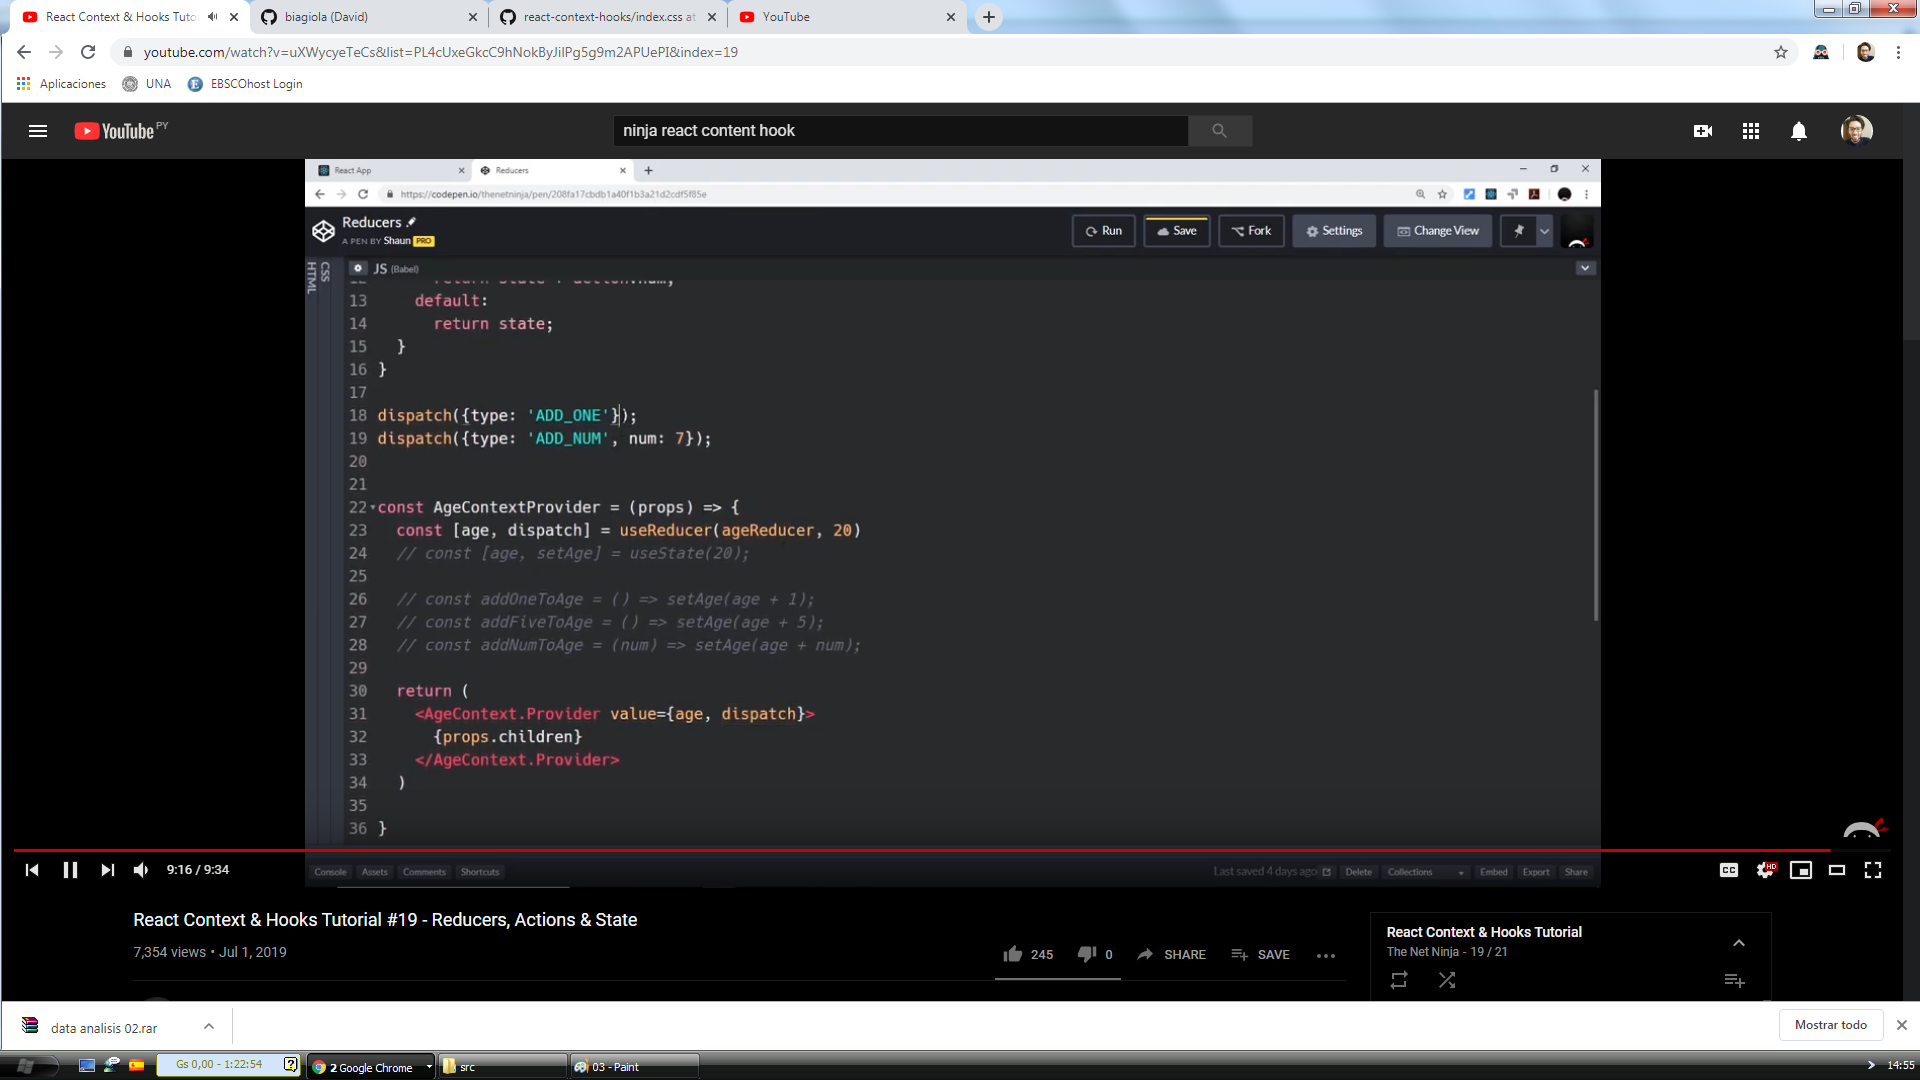 React Context & Hooks Tuto
biagiola (David)
react-context-hooks/index.css at
YouTube
youtube.com/watch?v=uXWycyeTeCs&list=PL4cUxeGkcC9hNokByJilPg5g9m2APUePI&index=19
Aplicaciones
UNA
EBSCOhost Login
YouTube PY
ninja react content hook
React App
Reducers
https://codepen.io/thenetninja/pen/208fa17cbdb1a40f1b3a21d2cdf5f85e
Reducers
A PEN BY Shaun PRO
Run
Save
Fork
Settings
Change View
HTML
CSS
JS (Babel)
13 default:
14 return state;
15 }
16 }
17
18 dispatch({type: 'ADD_ONE'});
19 dispatch({type: 'ADD_NUM', num: 7});
20
21
22 const AgeContextProvider = (props) => {
23 const [age, dispatch] = useReducer(ageReducer, 20)
24 // const [age, setAge] = useState(20);
25
26 // const addOneToAge = () => setAge(age + 1);
27 // const addFiveToAge = () => setAge(age + 5);
28 // const addNumToAge = (num) => setAge(age + num);
29
30 return (
31 <AgeContext.Provider value={age, dispatch}>
32 {props.children}
33 </AgeContext.Provider>
34 )
35
36 }
Console
Assets
Comments
Shortcuts
Last saved 4 days ago
Delete
Collections
Embed
Export
Share
9:16 / 9:34
CC
HD
React Context & Hooks Tutorial #19 - Reducers, Actions & State
7,354 views • Jul 1, 2019
245
0
SHARE
SAVE
React Context & Hooks Tutorial
The Net Ninja - 19 / 21
data analisis 02.rar
Mostrar todo
Gs 0,00 - 1:22:54
2 Google Chrome
src
03 - Paint
14:55